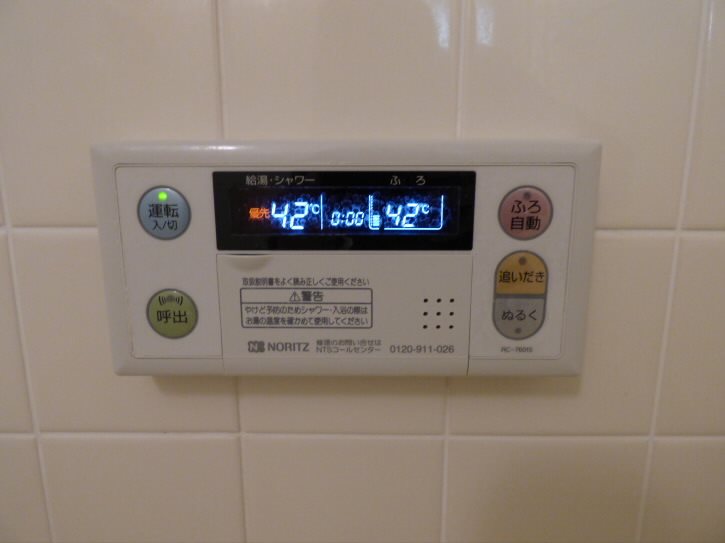 給湯・シャワー ふろ
運転
入/切
優先 42℃ 0:00 42℃
ふろ
自動
取扱説明書をよく読み正しくご使用ください
⚠警告
やけど予防のためシャワー・入浴の際は
お湯の温度を確かめて使用してください
追いだき
ぬるく
呼出
NORITZ
修理のお問い合せは
NTSコールセンター 0120-911-026